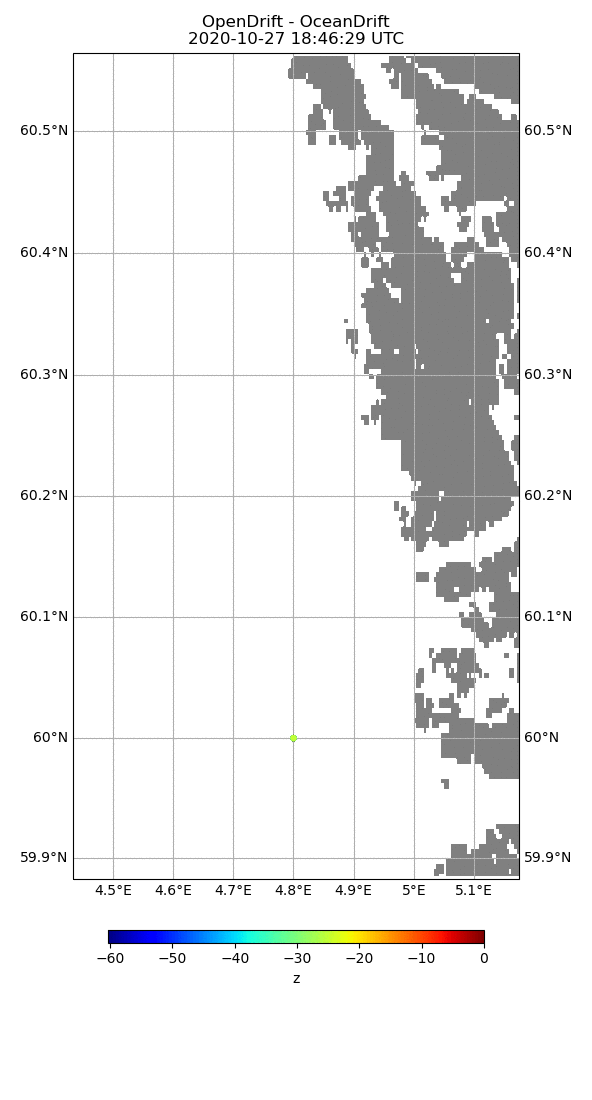 OpenDrift - OceanDrift
2020-10-27 18:46:29 UTC
60.5°N 60.5°N
60.4°N 60.4°N
60.3°N 60.3°N
60.2°N 60.2°N
60.1°N 60.1°N
60°N 60°N
59.9°N 59.9°N
4.5°E 4.6°E 4.7°E 4.8°E 4.9°E 5°E 5.1°E
−60 −50 −40 −30 −20 −10 0
z